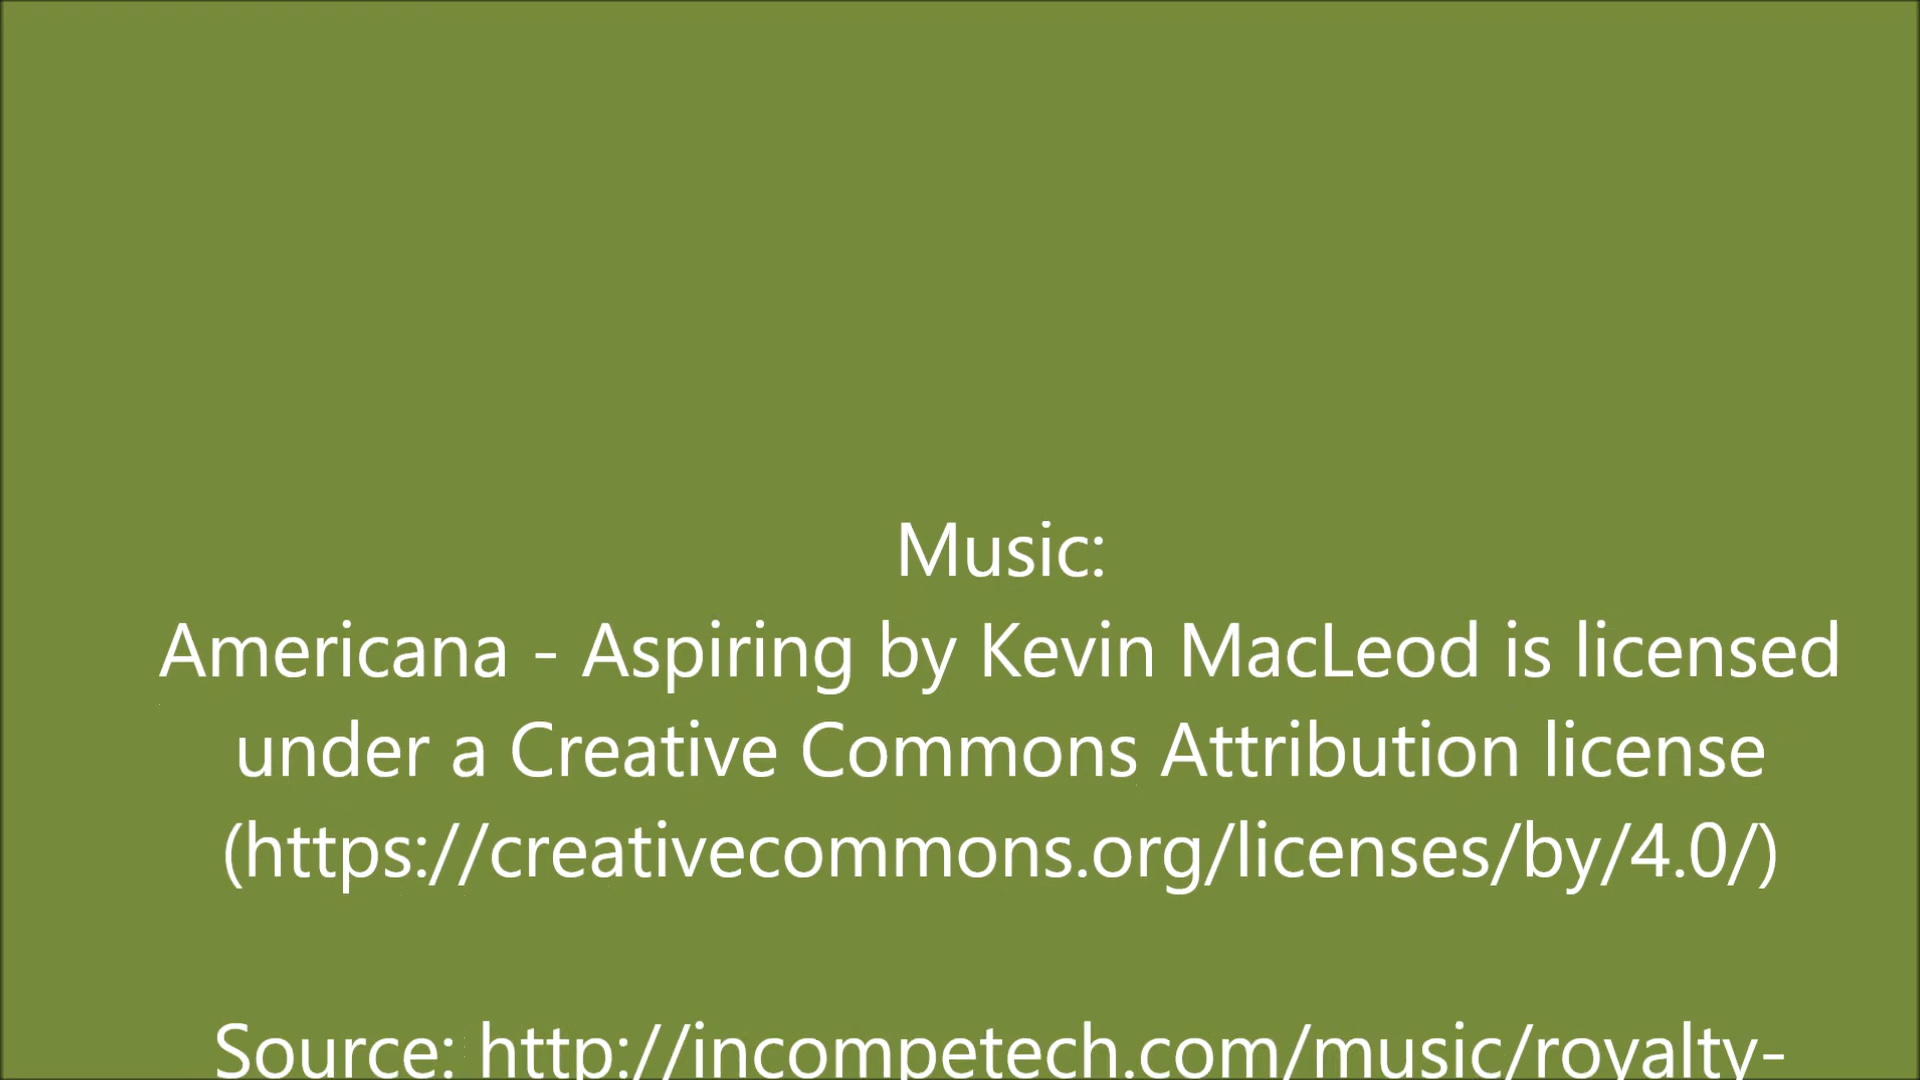 Music:
Americana - Aspiring by Kevin MacLeod is licensed
under a Creative Commons Attribution license
(https://creativecommons.org/licenses/by/4.0/)
Source: http://incompetech.com/music/royalty-